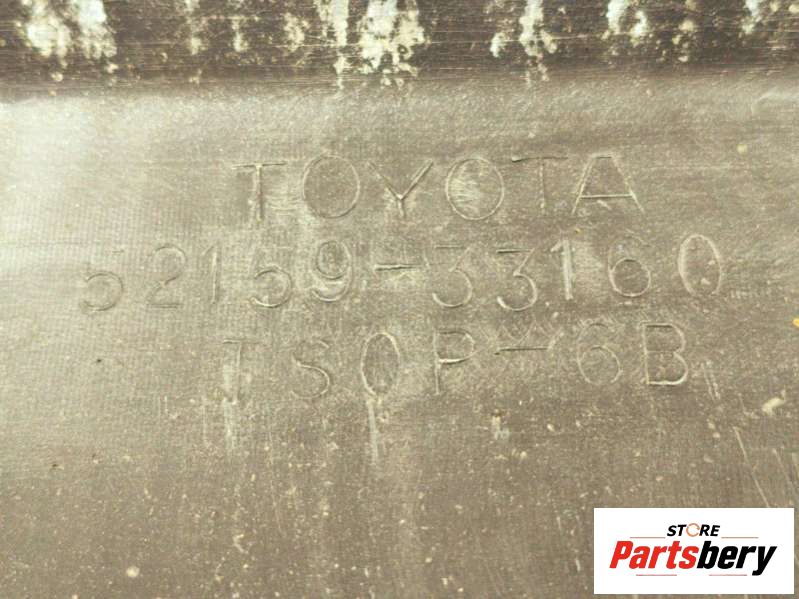 TOYOTA
52159-33160
TSOP-6B
STORE
Partsbery